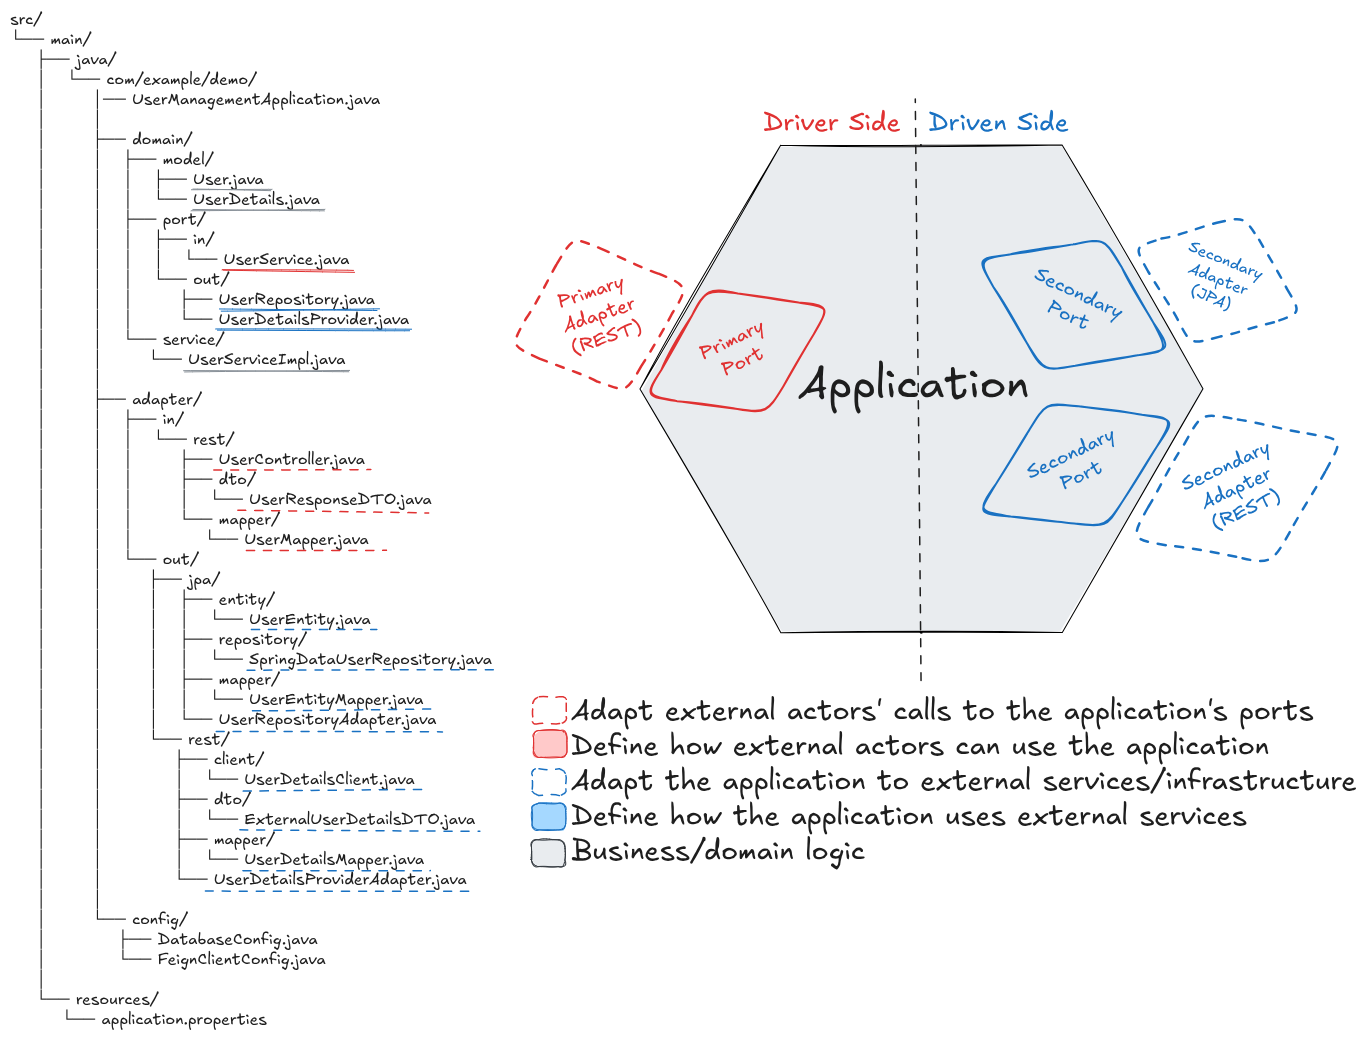 src/
main/
java/
com/example/demo/
UserManagementApplication.java
domain/
model/
User.java
UserDetails.java
port/
in/
UserService.java
out/
UserRepository.java
UserDetailsProvider.java
service/
UserServiceImpl.java
adapter/
in/
rest/
UserController.java
dto/
UserResponseDTO.java
mapper/
UserMapper.java
out/
jpa/
entity/
UserEntity.java
repository/
SpringDataUserRepository.java
mapper/
UserEntityMapper.java
UserRepositoryAdapter.java
rest/
client/
UserDetailsClient.java
dto/
ExternalUserDetailsDTO.java
mapper/
UserDetailsMapper.java
UserDetailsProviderAdapter.java
config/
DatabaseConfig.java
FeignClientConfig.java
resources/
application.properties
Driver Side
Driven Side
Primary
Adapter
(REST)
Primary
Port
Application
Secondary
Port
Secondary
Adapter
(JPA)
Secondary
Port
Secondary
Adapter
(REST)
Adapt external actors' calls to the application's ports
Define how external actors can use the application
Adapt the application to external services/infrastructure
Define how the application uses external services
Business/domain logic